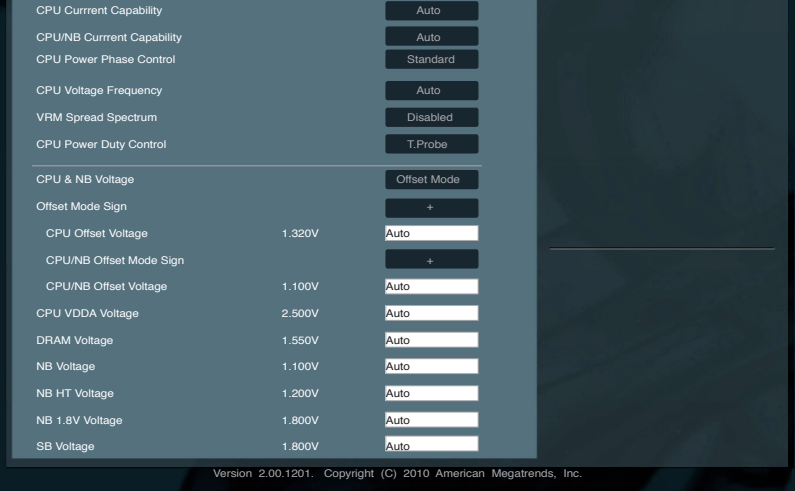 CPU Currrent Capability Auto
CPU/NB Currrent Capability Auto
CPU Power Phase Control Standard
CPU Voltage Frequency Auto
VRM Spread Spectrum Disabled
CPU Power Duty Control T.Probe
CPU & NB Voltage Offset Mode
Offset Mode Sign +
CPU Offset Voltage 1.320V Auto
CPU/NB Offset Mode Sign +
CPU/NB Offset Voltage 1.100V Auto
CPU VDDA Voltage 2.500V Auto
DRAM Voltage 1.550V Auto
NB Voltage 1.100V Auto
NB HT Voltage 1.200V Auto
NB 1.8V Voltage 1.800V Auto
SB Voltage 1.800V Auto
Version 2.00.1201. Copyright (C) 2010 American Megatrends, Inc.